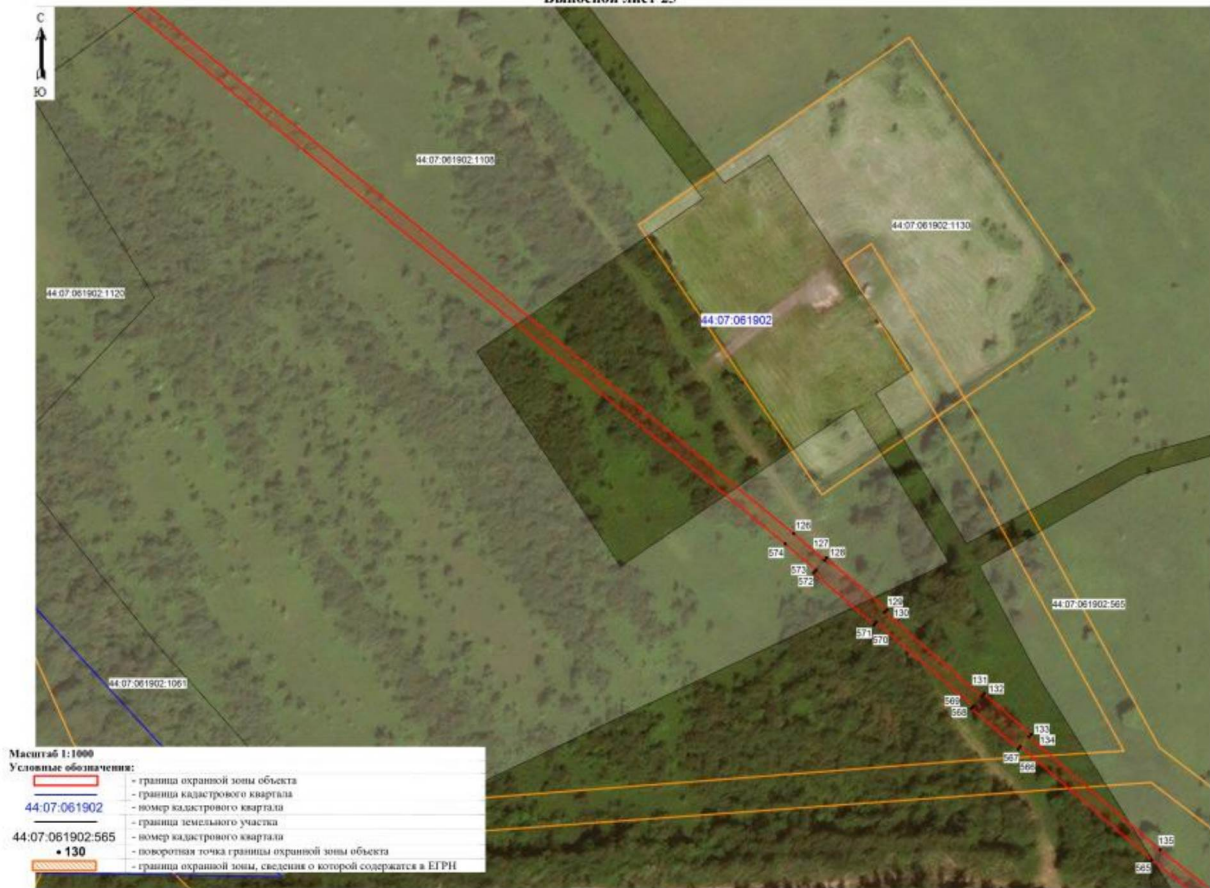 Выносной лист 25
С
Ю
44:07:061902:1108
44:07:061902:1130
44:07:061902:1120
44:07:061902
126
574
127
128
573
572
129
130
44:07:061902:565
571
570
131
132
44:07:061902:1061
569
568
133
134
567
566
135
565
Масштаб 1:1000
Условные обозначения:
- граница охранной зоны объекта
- граница кадастрового квартала
44:07:061902 - номер кадастрового квартала
- граница земельного участка
44:07:061902:565 - номер кадастрового квартала
• 130 - поворотная точка границы охранной зоны объекта
- граница охранной зоны, сведения о которой содержатся в ЕГРН